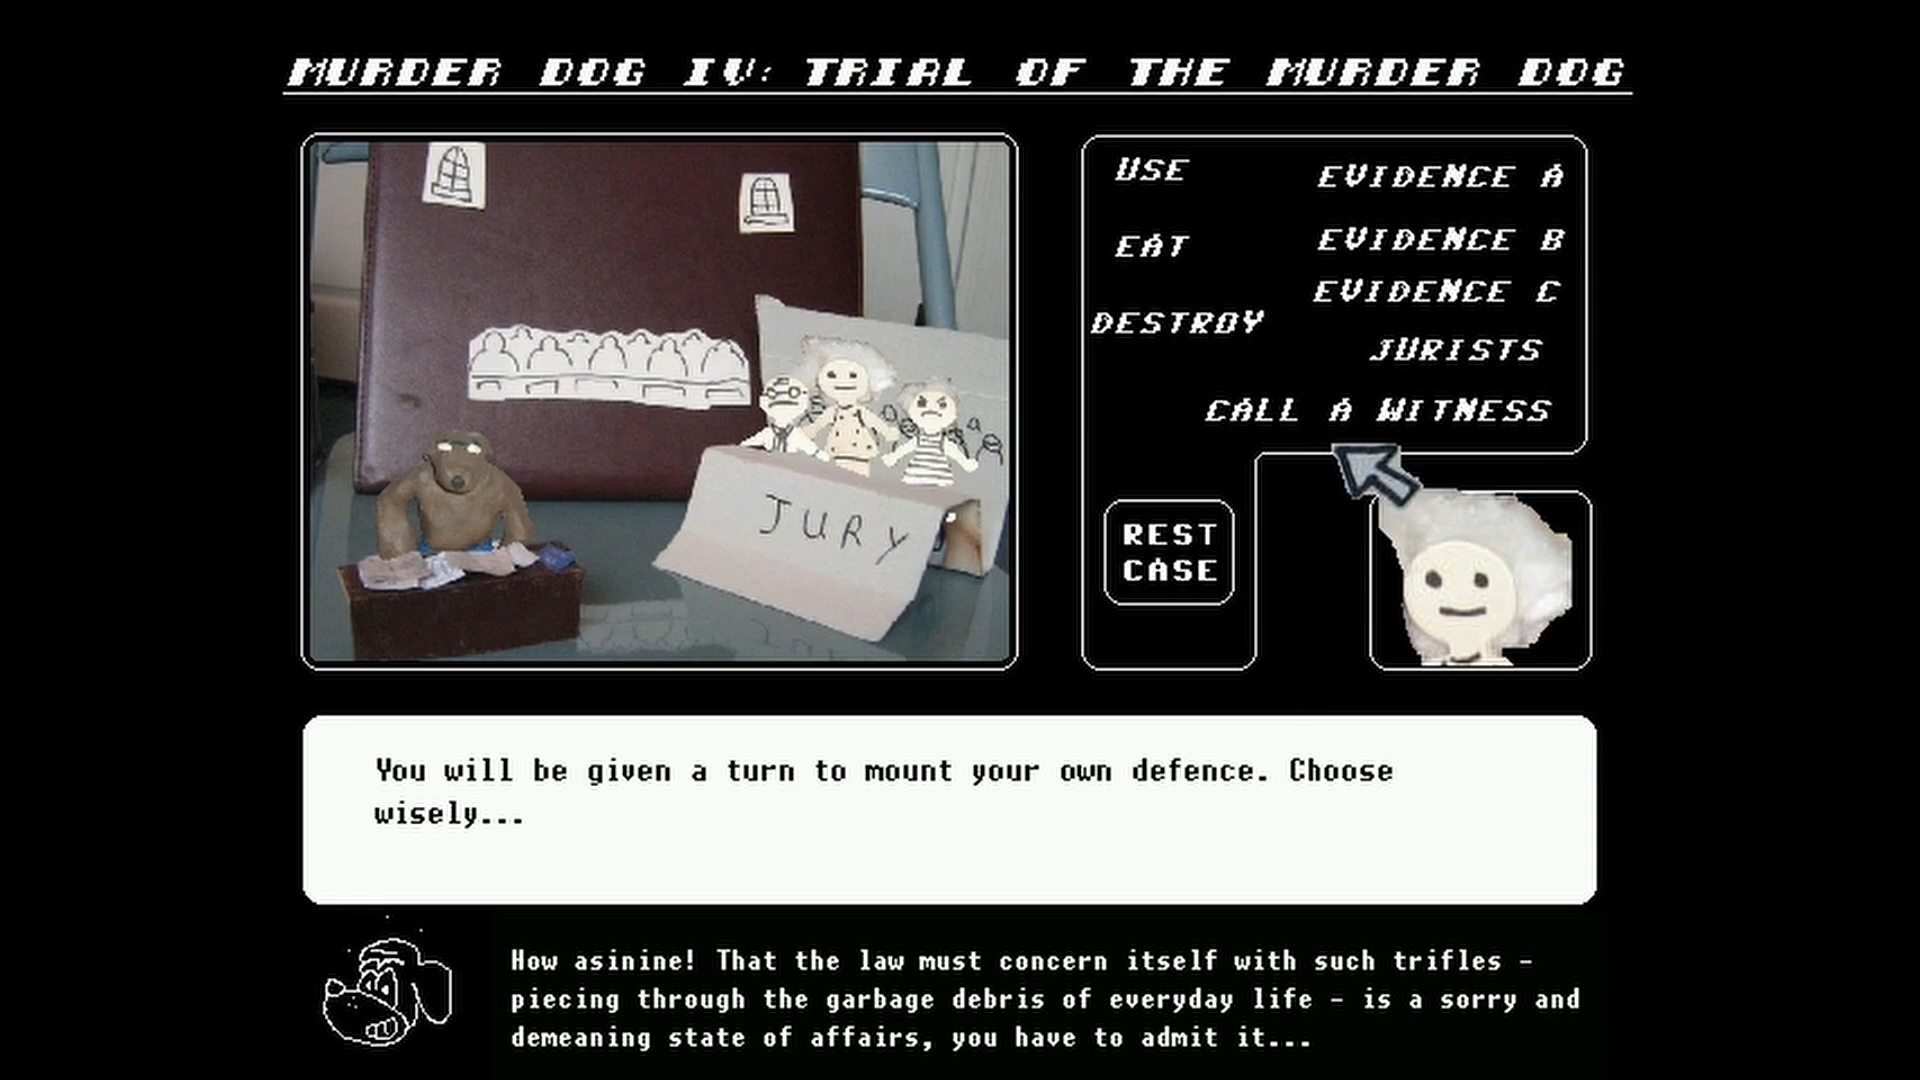 MURDER DOG IV: TRIAL OF THE MURDER DOG
USE
EVIDENCE A
EAT
EVIDENCE B
EVIDENCE C
DESTROY
JURISTS
CALL A WITNESS
JURY
REST
CASE
You will be given a turn to mount your own defence. Choose
wisely...
How asinine! That the law must concern itself with such trifles -
piecing through the garbage debris of everyday life - is a sorry and
demeaning state of affairs, you have to admit it...